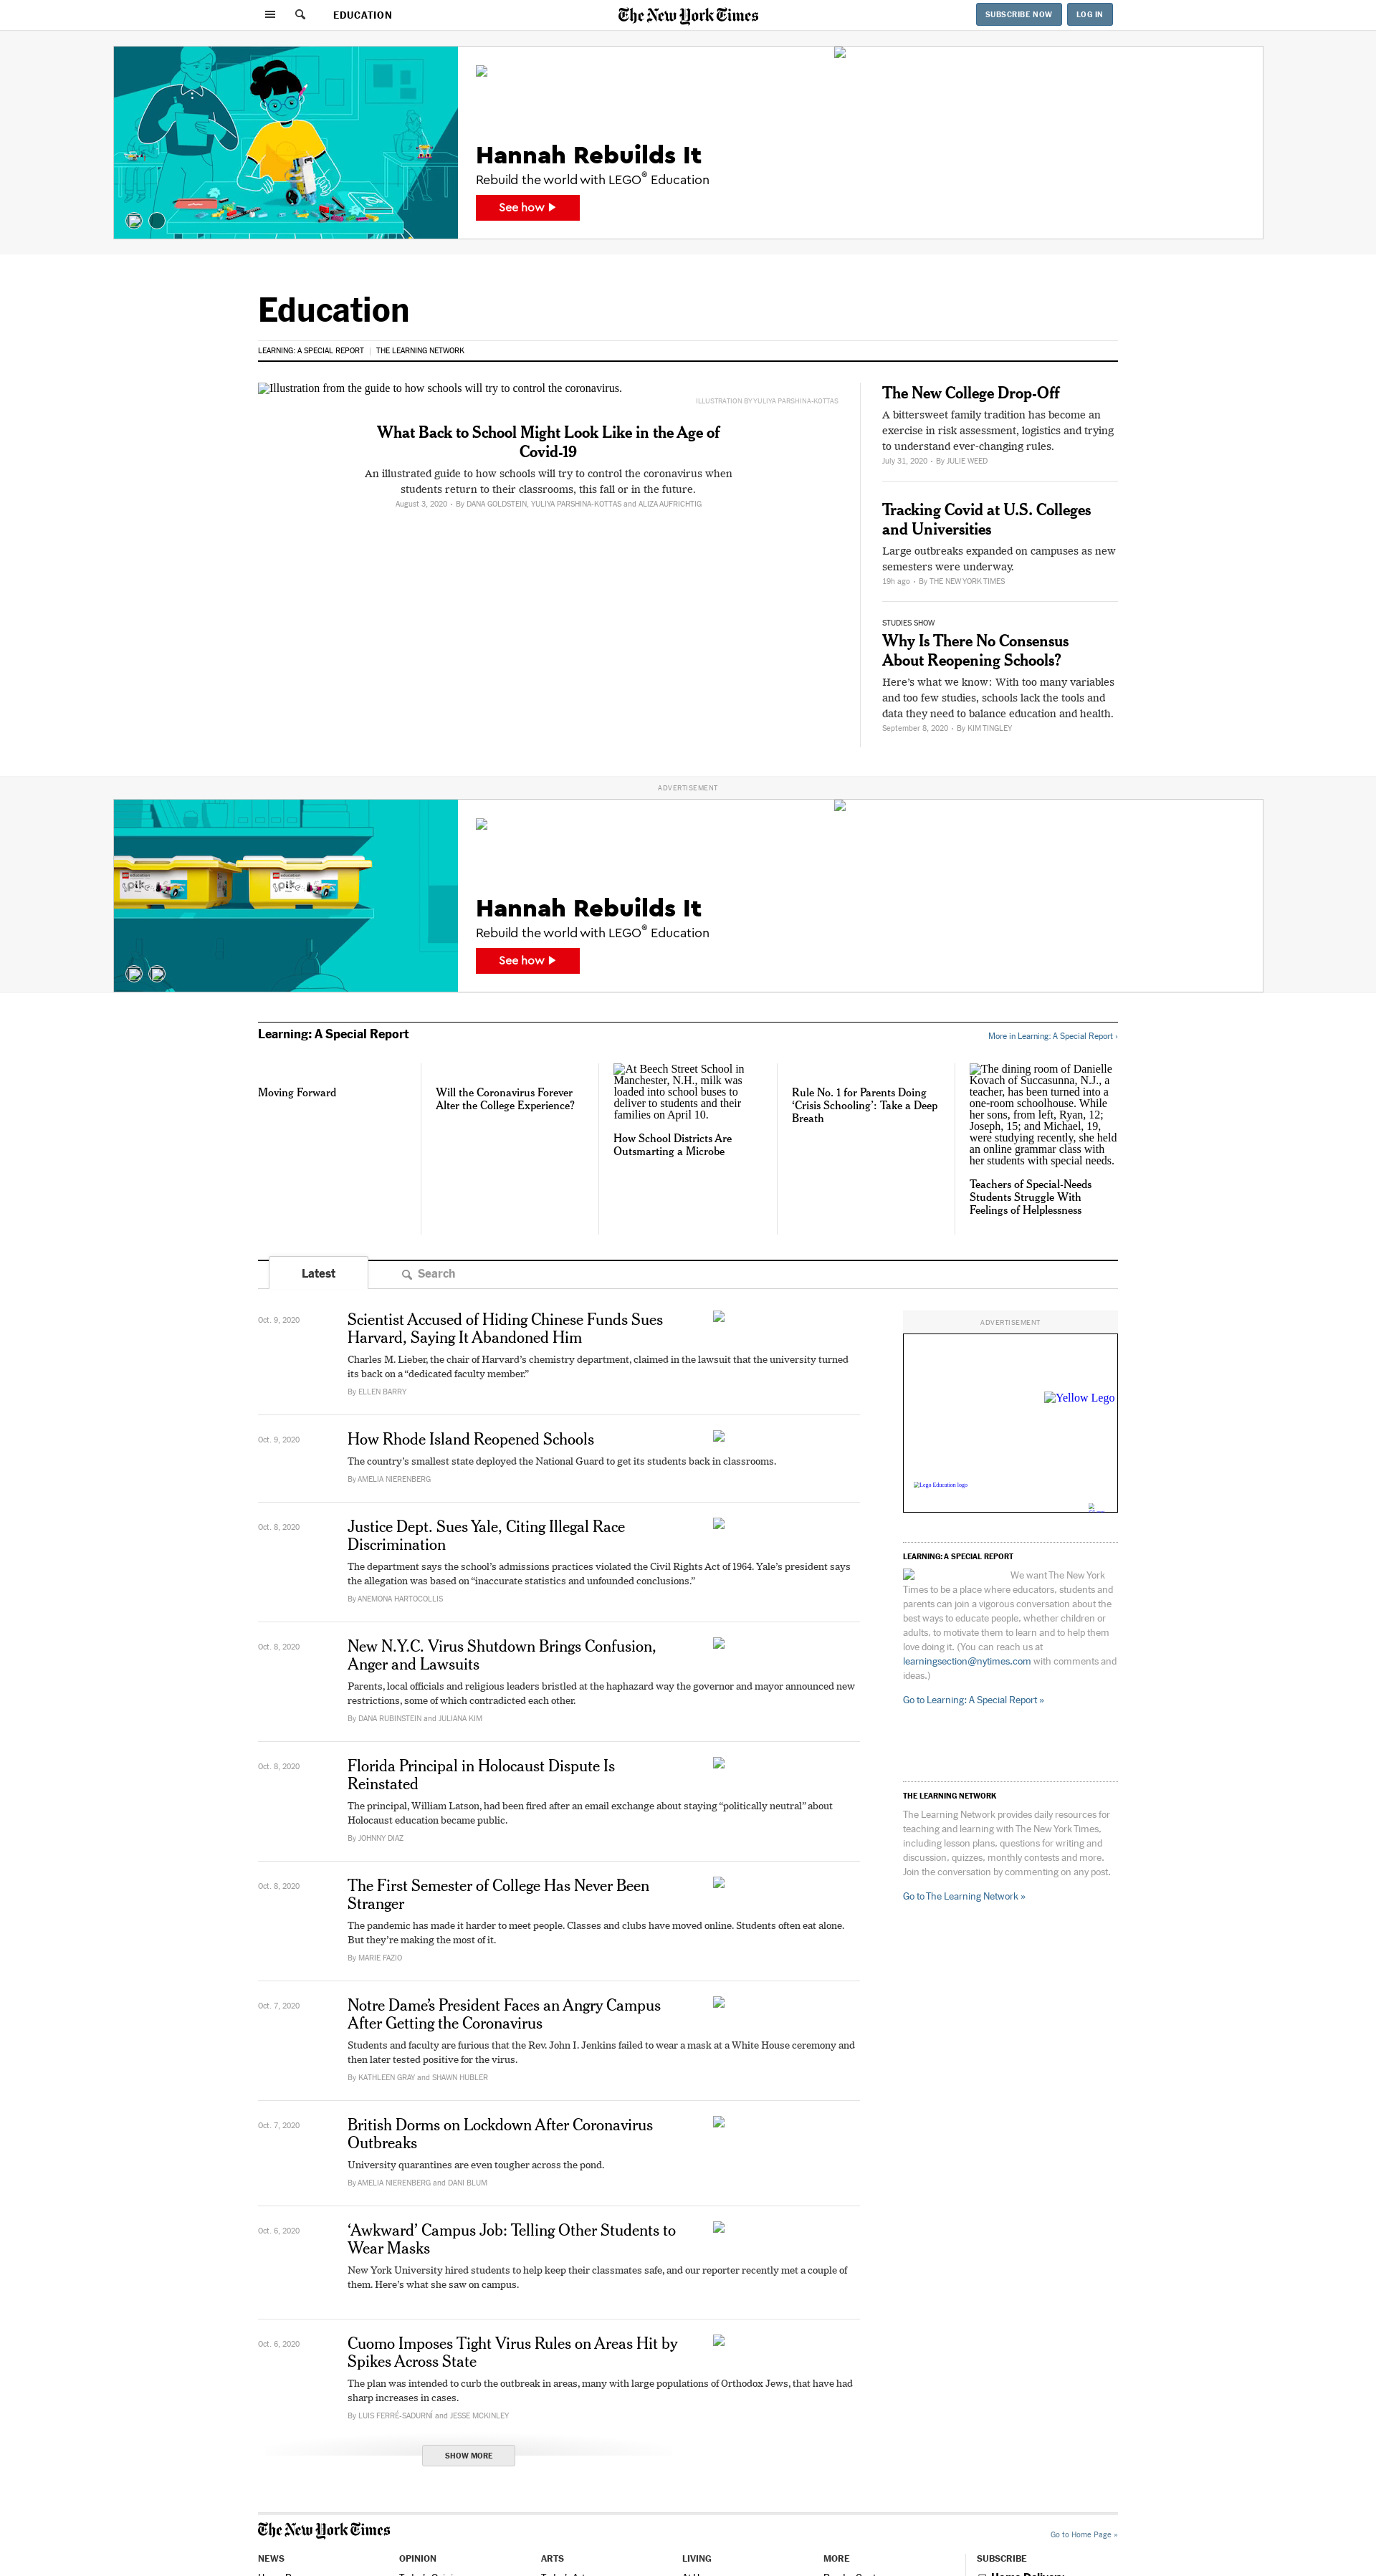 EDUCATION
The New York Times
SUBSCRIBE NOW
LOG IN
Hannah Rebuilds It
Rebuild the world with LEGO® Education
See how
Education
LEARNING: A SPECIAL REPORT | THE LEARNING NETWORK
Illustration from the guide to how schools will try to control the coronavirus.
ILLUSTRATION BY YULIYA PARSHINA-KOTTAS
What Back to School Might Look Like in the Age of
Covid-19
An illustrated guide to how schools will try to control the coronavirus when
students return to their classrooms, this fall or in the future.
August 3, 2020 • By DANA GOLDSTEIN, YULIYA PARSHINA-KOTTAS and ALIZA AUFRICHTIG
The New College Drop-Off
A bittersweet family tradition has become an
exercise in risk assessment, logistics and trying
to understand ever-changing rules.
July 31, 2020 • By JULIE WEED
Tracking Covid at U.S. Colleges
and Universities
Large outbreaks expanded on campuses as new
semesters were underway.
19h ago • By THE NEW YORK TIMES
STUDIES SHOW
Why Is There No Consensus
About Reopening Schools?
Here's what we know: With too many variables
and too few studies, schools lack the tools and
data they need to balance education and health.
September 8, 2020 • By KIM TINGLEY
ADVERTISEMENT
Hannah Rebuilds It
Rebuild the world with LEGO® Education
See how
Learning: A Special Report
More in Learning: A Special Report ›
Moving Forward
Will the Coronavirus Forever
Alter the College Experience?
At Beech Street School in
Manchester, N.H., milk was
loaded into school buses to
deliver to students and their
families on April 10.
How School Districts Are
Outsmarting a Microbe
Rule No. 1 for Parents Doing
‘Crisis Schooling’: Take a Deep
Breath
The dining room of Danielle
Kovach of Succasunna, N.J., a
teacher, has been turned into a
one-room schoolhouse. While
her sons, from left, Ryan, 12;
Joseph, 15; and Michael, 19,
were studying recently, she held
an online grammar class with
her students with special needs.
Teachers of Special-Needs
Students Struggle With
Feelings of Helplessness
Latest
Search
Oct. 9, 2020
Scientist Accused of Hiding Chinese Funds Sues
Harvard, Saying It Abandoned Him
Charles M. Lieber, the chair of Harvard’s chemistry department, claimed in the lawsuit that the university turned
its back on a “dedicated faculty member.”
By ELLEN BARRY
Oct. 9, 2020
How Rhode Island Reopened Schools
The country’s smallest state deployed the National Guard to get its students back in classrooms.
By AMELIA NIERENBERG
Oct. 8, 2020
Justice Dept. Sues Yale, Citing Illegal Race
Discrimination
The department says the school’s admissions practices violated the Civil Rights Act of 1964. Yale’s president says
the allegation was based on “inaccurate statistics and unfounded conclusions.”
By ANEMONA HARTOCOLLIS
Oct. 8, 2020
New N.Y.C. Virus Shutdown Brings Confusion,
Anger and Lawsuits
Parents, local officials and religious leaders bristled at the haphazard way the governor and mayor announced new
restrictions, some of which contradicted each other.
By DANA RUBINSTEIN and JULIANA KIM
Oct. 8, 2020
Florida Principal in Holocaust Dispute Is
Reinstated
The principal, William Latson, had been fired after an email exchange about staying “politically neutral” about
Holocaust education became public.
By JOHNNY DIAZ
Oct. 8, 2020
The First Semester of College Has Never Been
Stranger
The pandemic has made it harder to meet people. Classes and clubs have moved online. Students often eat alone.
But they’re making the most of it.
By MARIE FAZIO
Oct. 7, 2020
Notre Dame’s President Faces an Angry Campus
After Getting the Coronavirus
Students and faculty are furious that the Rev. John I. Jenkins failed to wear a mask at a White House ceremony and
then later tested positive for the virus.
By KATHLEEN GRAY and SHAWN HUBLER
Oct. 7, 2020
British Dorms on Lockdown After Coronavirus
Outbreaks
University quarantines are even tougher across the pond.
By AMELIA NIERENBERG and DANI BLUM
Oct. 6, 2020
‘Awkward’ Campus Job: Telling Other Students to
Wear Masks
New York University hired students to help keep their classmates safe, and our reporter recently met a couple of
them. Here’s what she saw on campus.
Oct. 6, 2020
Cuomo Imposes Tight Virus Rules on Areas Hit by
Spikes Across State
The plan was intended to curb the outbreak in areas, many with large populations of Orthodox Jews, that have had
sharp increases in cases.
By LUIS FERRÉ-SADURNÍ and JESSE MCKINLEY
SHOW MORE
ADVERTISEMENT
Yellow Lego
Lego Education logo
LEARNING: A SPECIAL REPORT
We want The New York
Times to be a place where educators, students and
parents can join a vigorous conversation about the
best ways to educate people, whether children or
adults, to motivate them to learn and to help them
love doing it. (You can reach us at
learningsection@nytimes.com with comments and
ideas.)
Go to Learning: A Special Report »
THE LEARNING NETWORK
The Learning Network provides daily resources for
teaching and learning with The New York Times,
including lesson plans, questions for writing and
discussion, quizzes, monthly contests and more.
Join the conversation by commenting on any post.
Go to The Learning Network »
The New York Times
Go to Home Page »
NEWS
OPINION
ARTS
LIVING
MORE
SUBSCRIBE